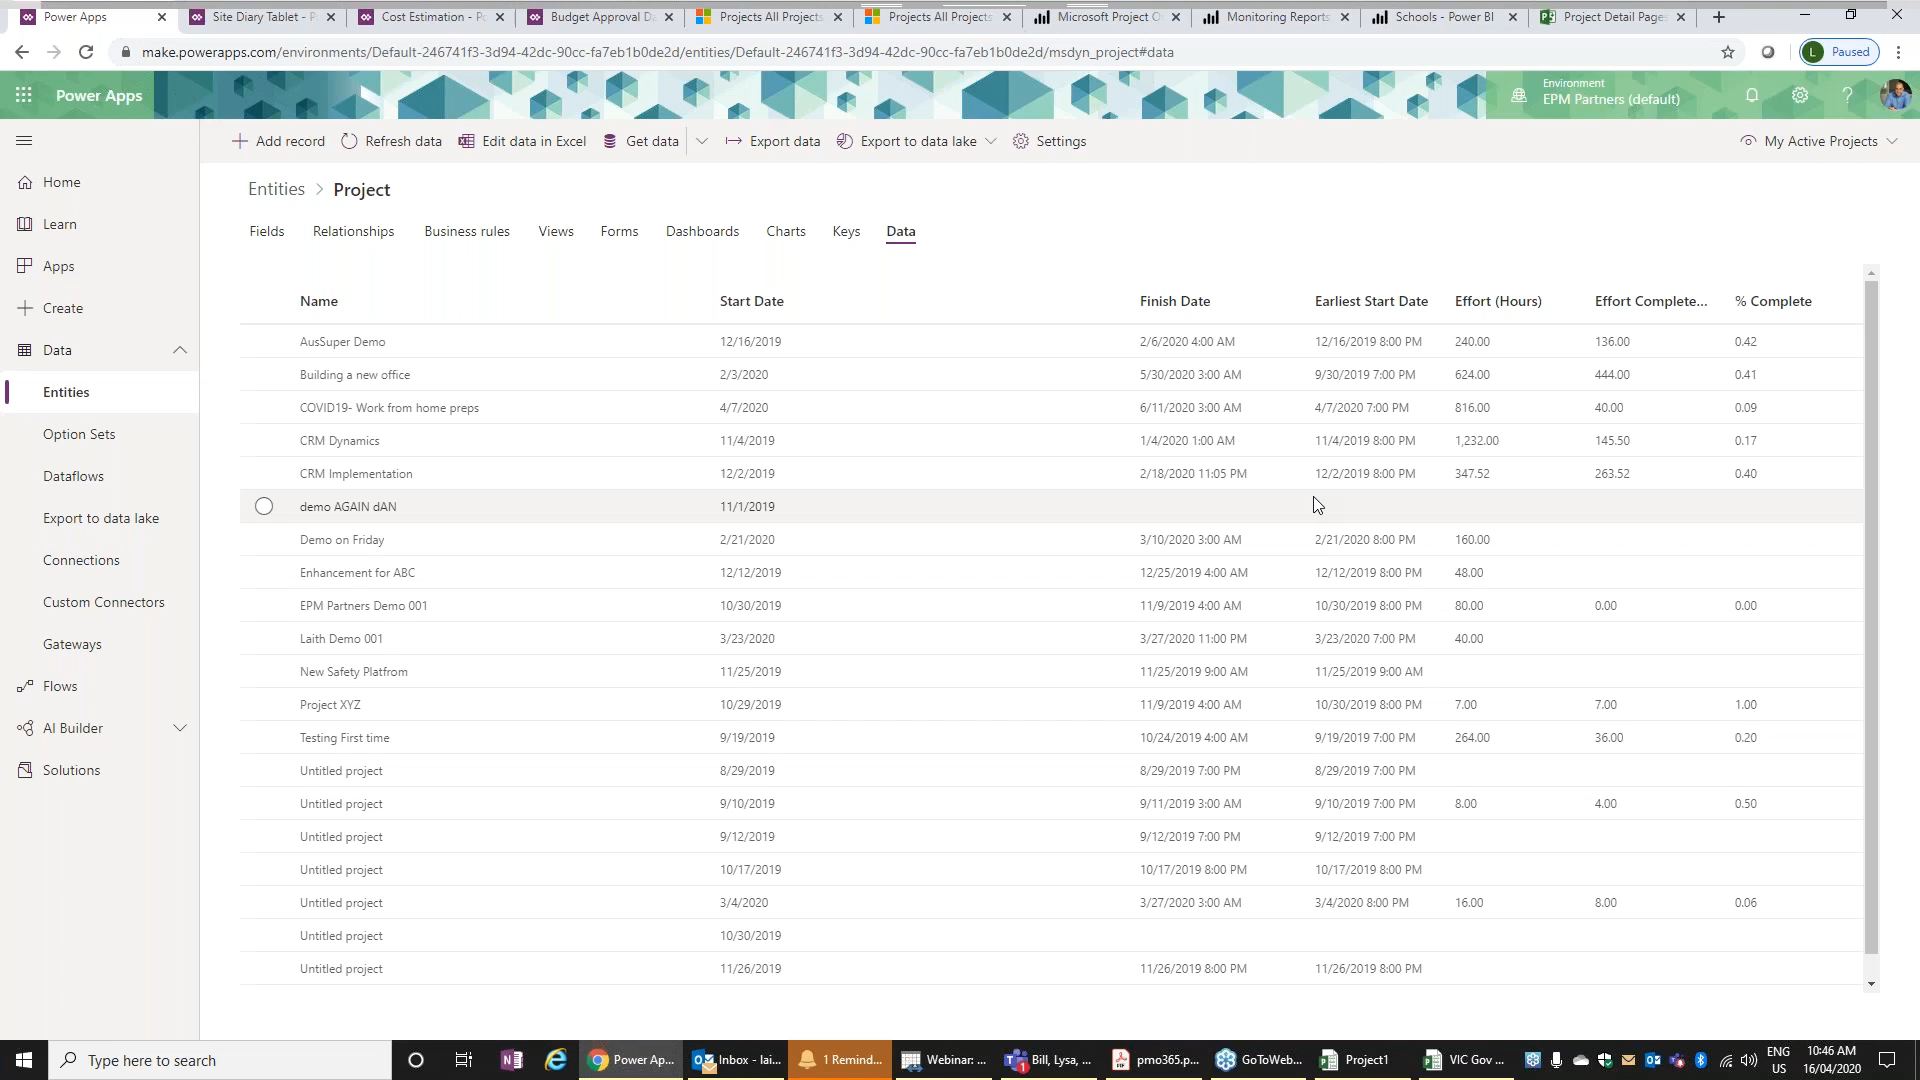 Power Apps
Site Diary Tablet - P
Cost Estimation - P
Budget Approval Da
Projects All Projects
Projects All Projects
Microsoft Project O
Monitoring Reports
Schools - Power BI
Project Detail Pages
make.powerapps.com/environments/Default-246741f3-3d94-42dc-90cc-fa7eb1b0de2d/entities/Default-246741f3-3d94-42dc-90cc-fa7eb1b0de2d/msdyn_project#data
L Paused
Power Apps
Environment
EPM Partners (default)
?
Add record
Refresh data
Edit data in Excel
Get data
Export data
Export to data lake
Settings
My Active Projects
Home
Learn
Apps
Create
Data
Entities
Option Sets
Dataflows
Export to data lake
Connections
Custom Connectors
Gateways
Flows
AI Builder
Solutions
Entities > Project
Fields Relationships Business rules Views Forms Dashboards Charts Keys Data
Name Start Date Finish Date Earliest Start Date Effort (Hours) Effort Complete... % Complete
AusSuper Demo 12/16/2019 2/6/2020 4:00 AM 12/16/2019 8:00 PM 240.00 136.00 0.42
Building a new office 2/3/2020 5/30/2020 3:00 AM 9/30/2019 7:00 PM 624.00 444.00 0.41
COVID19- Work from home preps 4/7/2020 6/11/2020 3:00 AM 4/7/2020 7:00 PM 816.00 40.00 0.09
CRM Dynamics 11/4/2019 1/4/2020 1:00 AM 11/4/2019 8:00 PM 1,232.00 145.50 0.17
CRM Implementation 12/2/2019 2/18/2020 11:05 PM 12/2/2019 8:00 PM 347.52 263.52 0.40
demo AGAIN dAN 11/1/2019
Demo on Friday 2/21/2020 3/10/2020 3:00 AM 2/21/2020 8:00 PM 160.00
Enhancement for ABC 12/12/2019 12/25/2019 4:00 AM 12/12/2019 8:00 PM 48.00
EPM Partners Demo 001 10/30/2019 11/9/2019 4:00 AM 10/30/2019 8:00 PM 80.00 0.00 0.00
Laith Demo 001 3/23/2020 3/27/2020 11:00 PM 3/23/2020 7:00 PM 40.00
New Safety Platfrom 11/25/2019 11/25/2019 9:00 AM 11/25/2019 9:00 AM
Project XYZ 10/29/2019 11/9/2019 4:00 AM 10/30/2019 8:00 PM 7.00 7.00 1.00
Testing First time 9/19/2019 10/24/2019 4:00 AM 9/19/2019 7:00 PM 264.00 36.00 0.20
Untitled project 8/29/2019 8/29/2019 7:00 PM 8/29/2019 7:00 PM
Untitled project 9/10/2019 9/11/2019 3:00 AM 9/10/2019 7:00 PM 8.00 4.00 0.50
Untitled project 9/12/2019 9/12/2019 7:00 PM 9/12/2019 7:00 PM
Untitled project 10/17/2019 10/17/2019 8:00 PM 10/17/2019 8:00 PM
Untitled project 3/4/2020 3/27/2020 3:00 AM 3/4/2020 8:00 PM 16.00 8.00 0.06
Untitled project 10/30/2019
Untitled project 11/26/2019 11/26/2019 8:00 PM 11/26/2019 8:00 PM
Type here to search
Power Ap...
Inbox - lai...
1 Remind...
Webinar: ...
Bill, Lysa, ...
pmo365.p...
GoToWeb...
Project1
VIC Gov ...
ENG
US
10:46 AM
16/04/2020